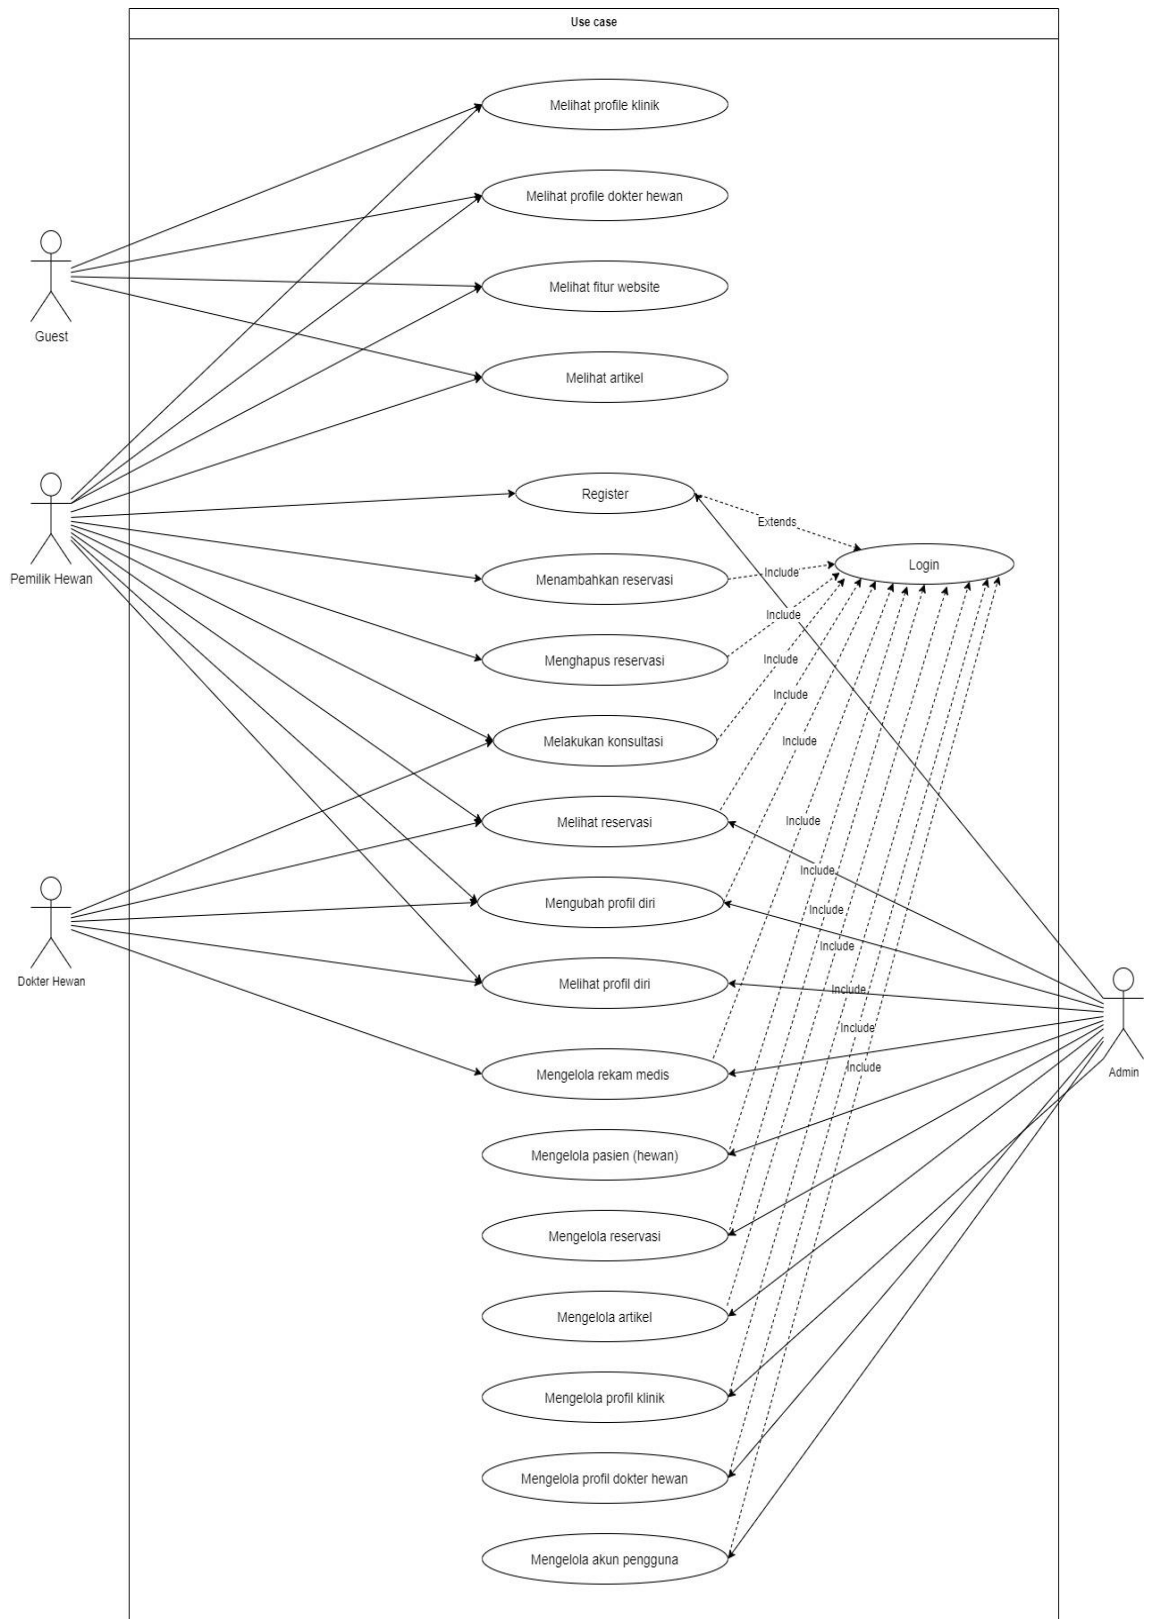 Use case
Melihat profile klinik
Melihat profile dokter hewan
Guest
Melihat fitur website
Melihat artikel
Pemilik Hewan
Register
Extends
Login
Menambahkan reservasi
Include
Include
Menghapus reservasi
Include
Include
Melakukan konsultasi
Include
Melihat reservasi
Include
Include
Mengubah profil diri
Include
Include
Dokter Hewan
Melihat profil diri
Include
Include
Mengelola rekam medis
Include
Admin
Mengelola pasien (hewan)
Mengelola reservasi
Mengelola artikel
Mengelola profil klinik
Mengelola profil dokter hewan
Mengelola akun pengguna